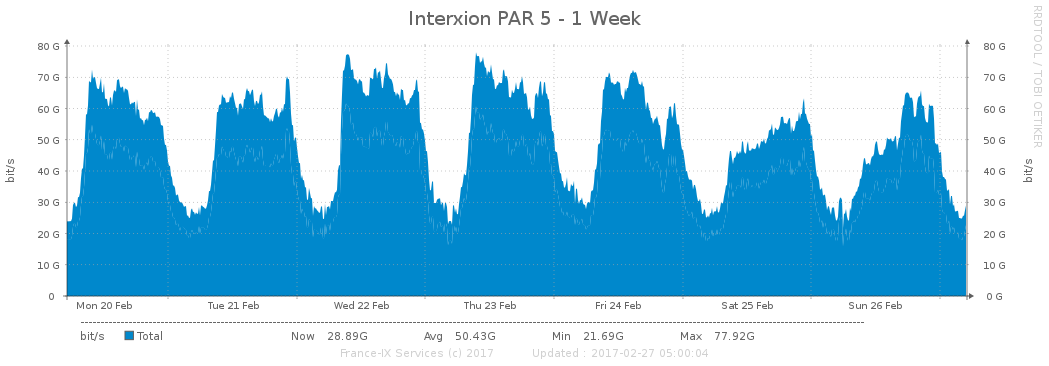 Interxion PAR 5 - 1 Week
RRDTOOL / TOBI OETIKER
bit/s
80 G
70 G
60 G
50 G
40 G
30 G
20 G
10 G
0
80 G
70 G
60 G
50 G
40 G
30 G
20 G
10 G
0 G
bit/s
Mon 20 Feb Tue 21 Feb Wed 22 Feb Thu 23 Feb Fri 24 Feb Sat 25 Feb Sun 26 Feb
bit/s Total Now 28.89G Avg 50.43G Min 21.69G Max 77.92G
France-IX Services (c) 2017 Updated : 2017-02-27 05:00:04